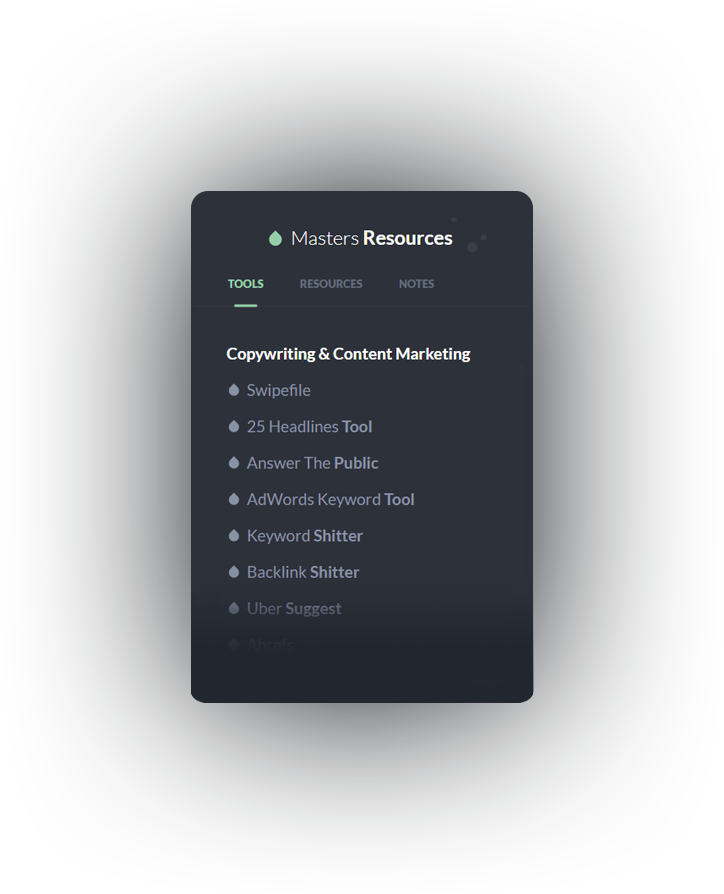 Masters Resources
TOOLS RESOURCES NOTES
Copywriting & Content Marketing
Swipefile
25 Headlines Tool
Answer The Public
AdWords Keyword Tool
Keyword Shitter
Backlink Shitter
Uber Suggest
Ahrefs